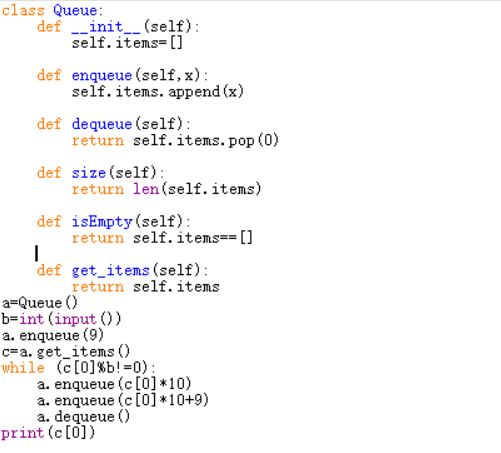 class Queue:
    def __init__(self):
        self.items=[]
    def enqueue(self,x):
        self.items.append(x)
    def dequeue(self):
        return self.items.pop(0)
    def size(self):
        return len(self.items)
    def isEmpty(self):
        return self.items==[]
    def get_items(self):
        return self.items
a=Queue()
b=int(input())
a.enqueue(9)
c=a.get_items()
while (c[0]%b!=0):
    a.enqueue(c[0]*10)
    a.enqueue(c[0]*10+9)
    a.dequeue()
print(c[0])